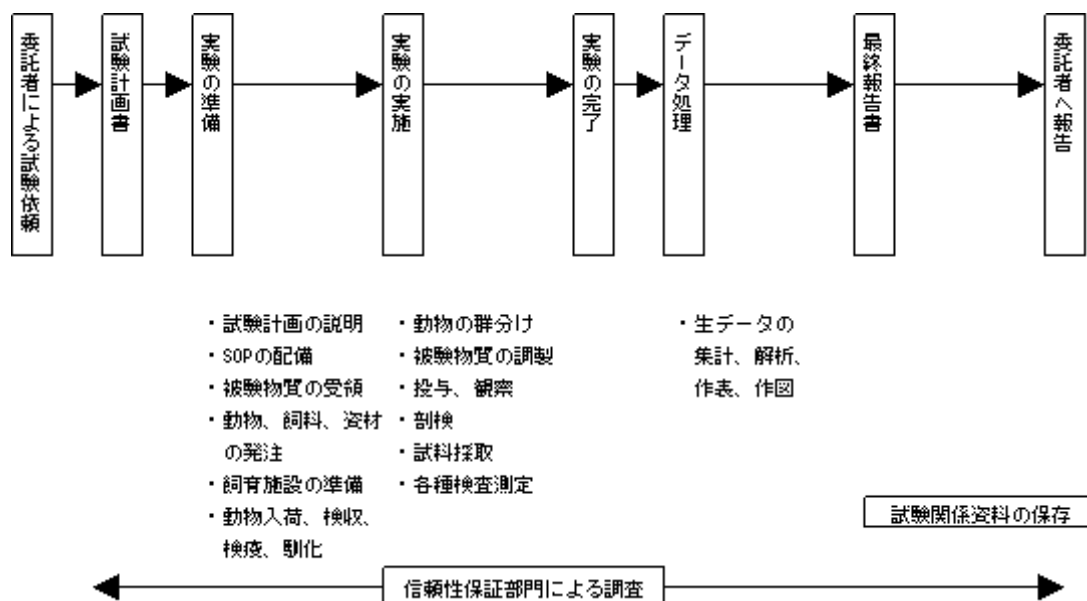 委託者による試験依頼
試験計画書
実験の準備
実験の実施
実験の完了
データ処理
最終報告書
委託者へ報告
・試験計画の説明
・SOPの配備
・被験物質の受領
・動物、飼料、資材
の発注
・飼育施設の準備
・動物入荷、検収、
検疫、馴化
・動物の群分け
・被験物質の調製
・投与、観察
・剖検
・試料採取
・各種検査測定
・生データの
集計、解析、
作表、作図
試験関係資料の保存
信頼性保証部門による調査